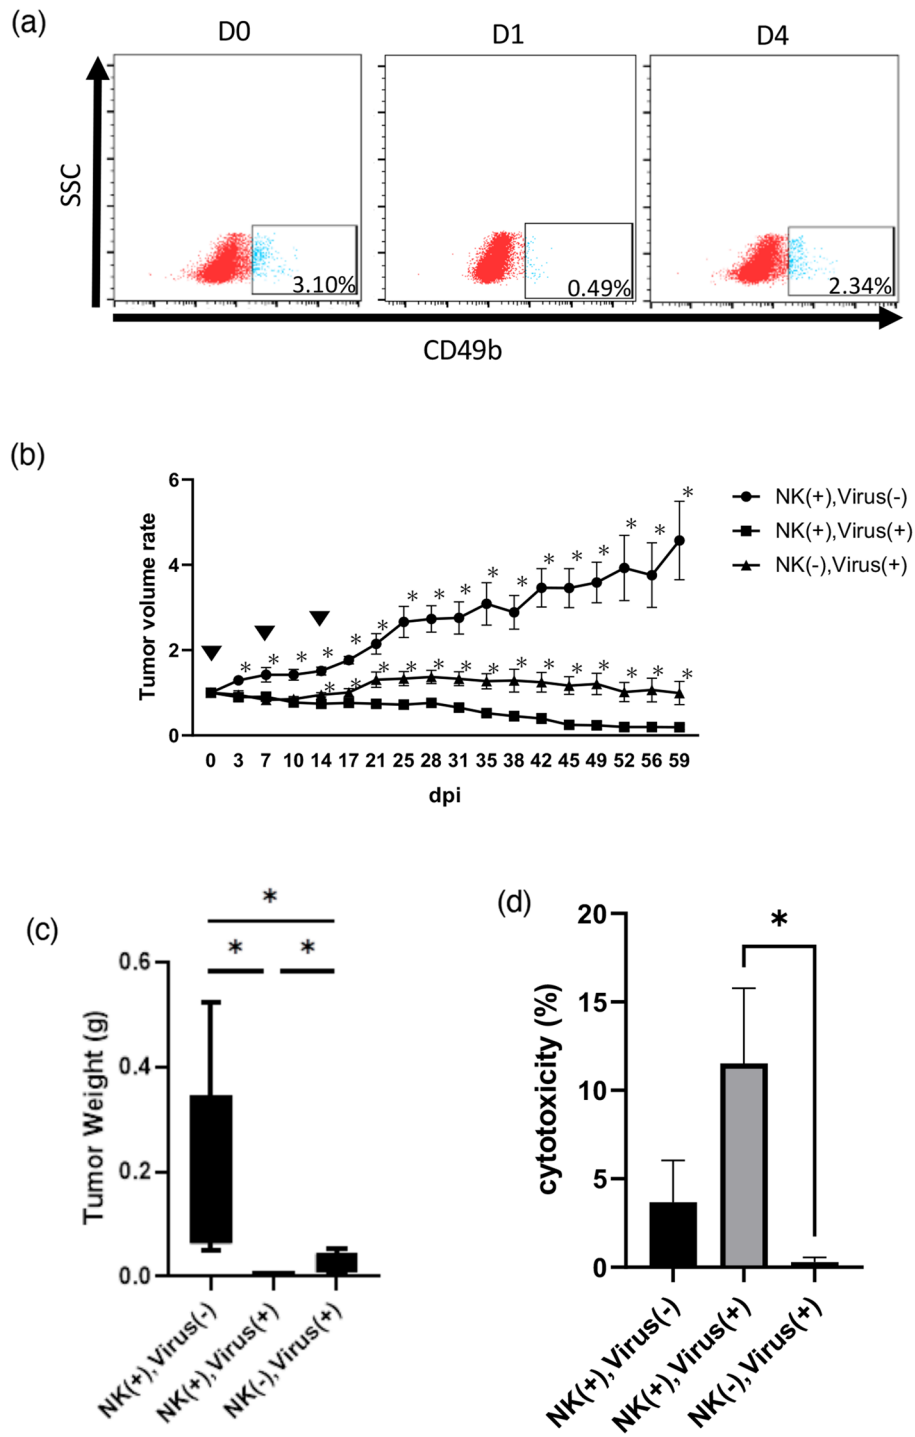 (a)
D0
D1
D4
SSC
3.10%
0.49%
2.34%
CD49b
(b)
Tumor volume rate
6
4
2
0
* * * * * * * * * * * * * * * * *
* * * * * * * * * * * * * *
0 3 7 10 14 17 21 25 28 31 35 38 42 45 49 52 56 59
dpi
NK(+),Virus(-)
NK(+),Virus(+)
NK(-),Virus(+)
(c)
*
* *
Tumor Weight (g)
0.6
0.4
0.2
0.0
NK(+),Virus(-)
NK(+),Virus(+)
NK(-),Virus(+)
(d)
*
cytotoxicity (%)
20
15
10
5
0
NK(+),Virus(-)
NK(+),Virus(+)
NK(-),Virus(+)